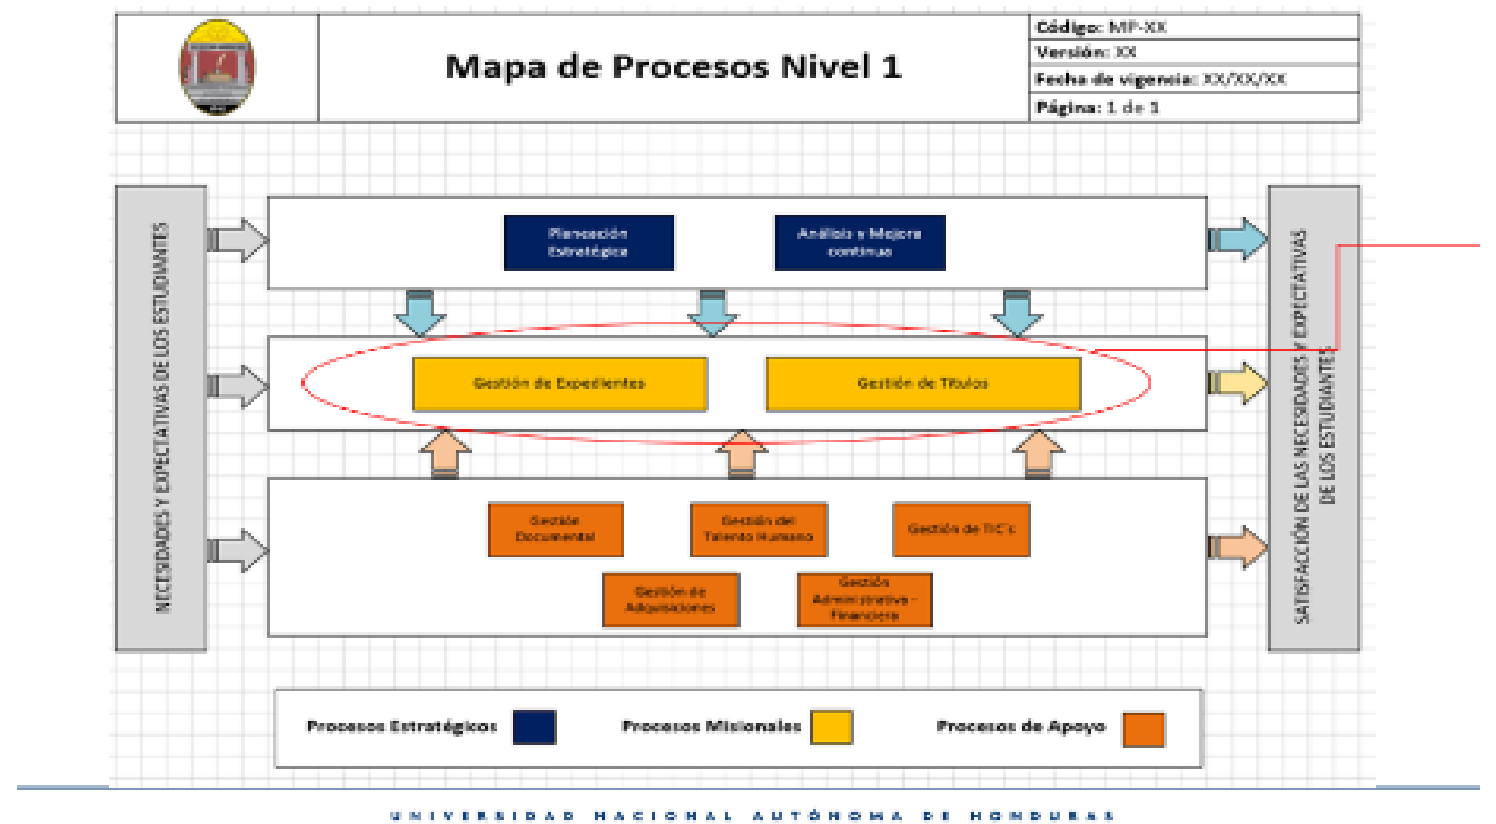 Mapa de Procesos Nivel 1
Código: MP-XX
Versión: XX
Fecha de vigencia: XX/XX/XX
Página: 1 de 1
NECESIDADES Y EXPECTATIVAS DE LOS ESTUDIANTES
Planeación
Estratégica
Análisis y Mejora
continua
Gestión de Expedientes
Gestión de Títulos
Gestión
Documental
Gestión del
Talento Humano
Gestión de TIC's
Gestión de
Adquisiciones
Gestión
Administrativa -
Financiera
SATISFACCIÓN DE LAS NECESIDADES Y EXPECTATIVAS
DE LOS ESTUDIANTES
Procesos Estratégicos
Procesos Misionales
Procesos de Apoyo
UNIVERSIDAD NACIONAL AUTÓNOMA DE HONDURAS